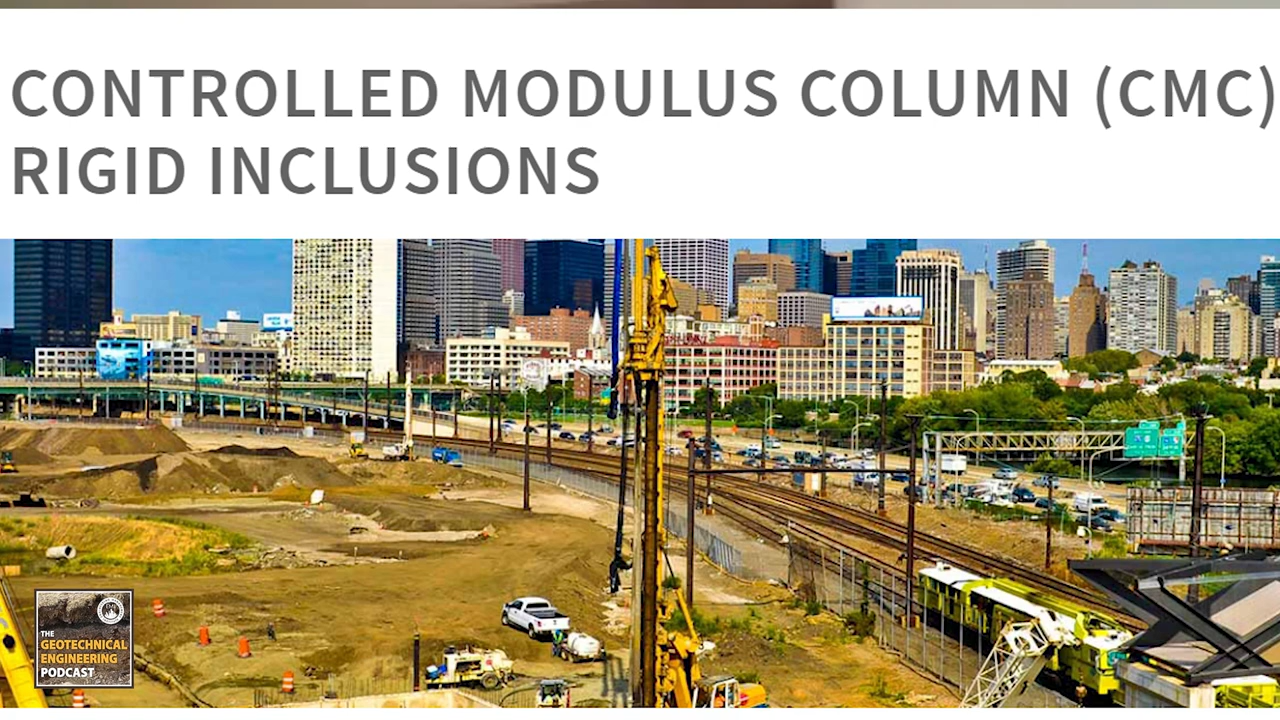 CONTROLLED MODULUS COLUMN (CMC)
RIGID INCLUSIONS
THE
GEOTECHNICAL
ENGINEERING
PODCAST